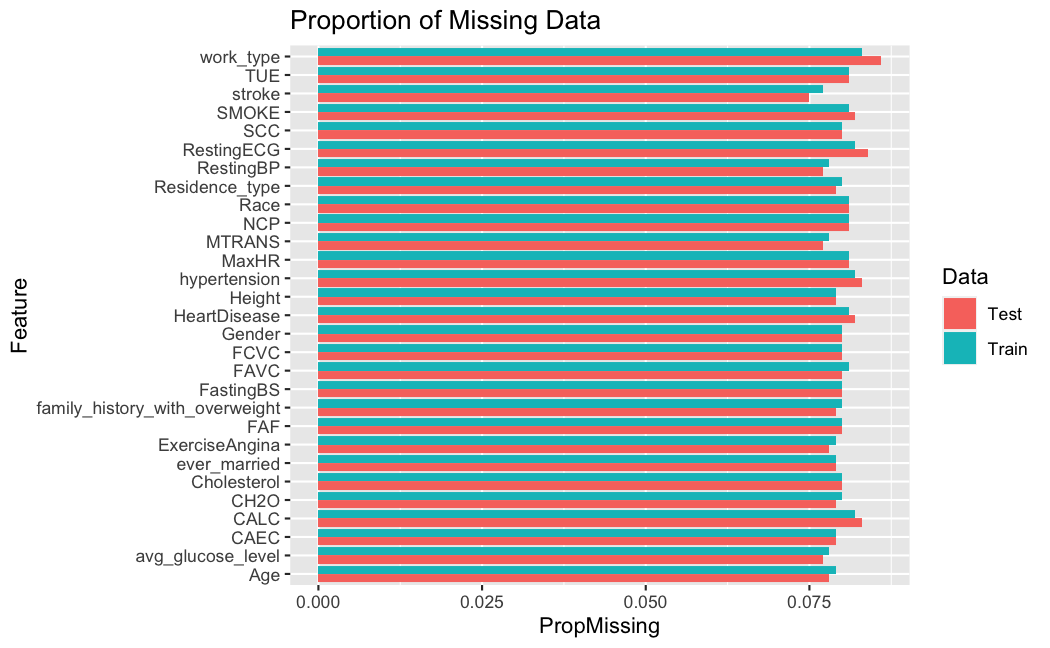 Proportion of Missing Data
Feature
work_type
TUE
stroke
SMOKE
SCC
RestingECG
RestingBP
Residence_type
Race
NCP
MTRANS
MaxHR
hypertension
Height
HeartDisease
Gender
FCVC
FAVC
FastingBS
family_history_with_overweight
FAF
ExerciseAngina
ever_married
Cholesterol
CH2O
CALC
CAEC
avg_glucose_level
Age
0.000 0.025 0.050 0.075
PropMissing
Data
Test
Train